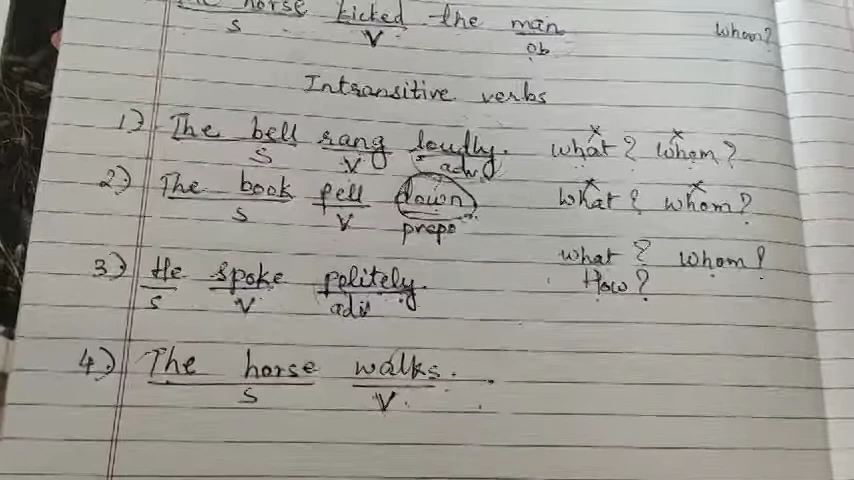 the horse kicked the man whom?
S V ob
Intransitive verbs
1) The bell rang loudly. what? whom?
S V adv
2) The book fell down what? whom?
S V prepo
what? whom?
3) He spoke politely. How?
S V adv
4) The horse walks.
S V